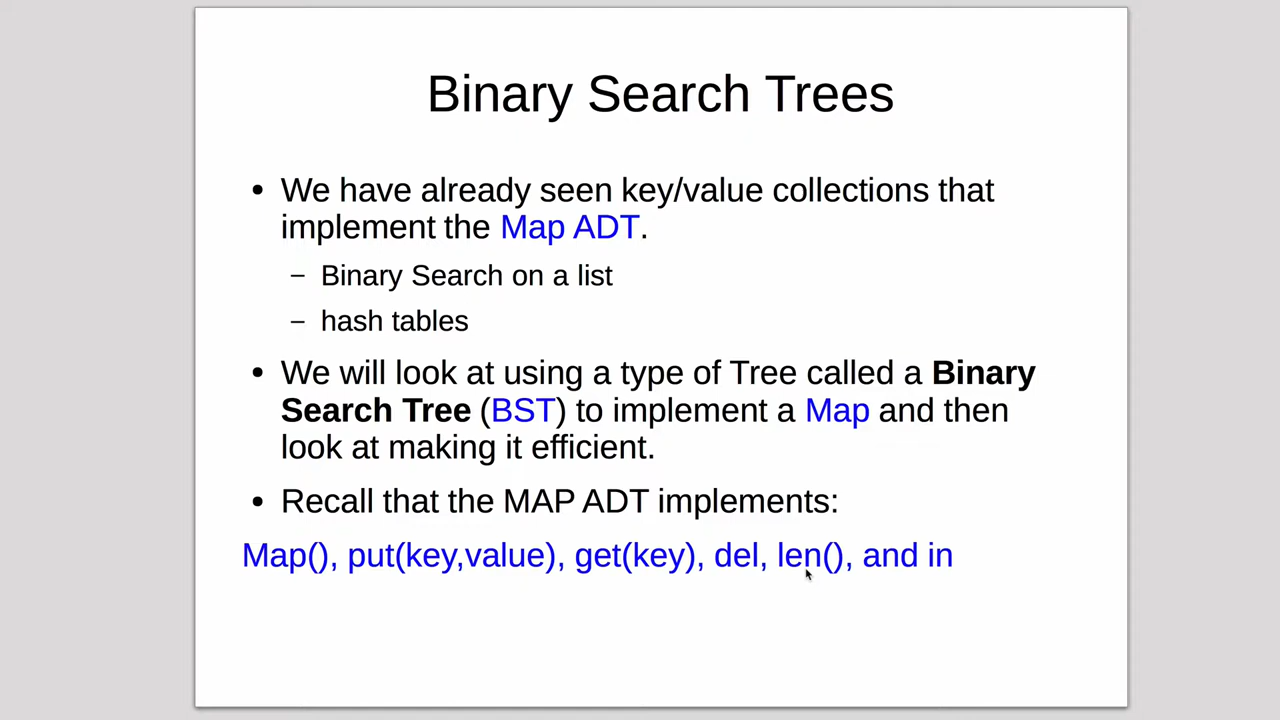 Binary Search Trees
• We have already seen key/value collections that
implement the Map ADT.
– Binary Search on a list
– hash tables
• We will look at using a type of Tree called a Binary
Search Tree (BST) to implement a Map and then
look at making it efficient.
• Recall that the MAP ADT implements:
Map(), put(key,value), get(key), del, len(), and in